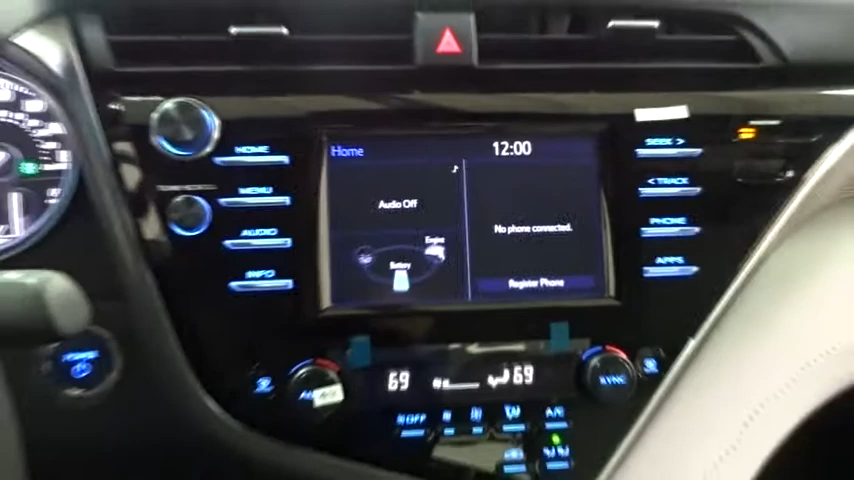 HOME
MENU
AUDIO
INFO
Home
12:00
Audio Off
Engine
Battery
No phone connected.
Register Phone
SEEK >
< TRACK
PHONE
APPS
POWER
69
69
SYNC
OFF
A/C